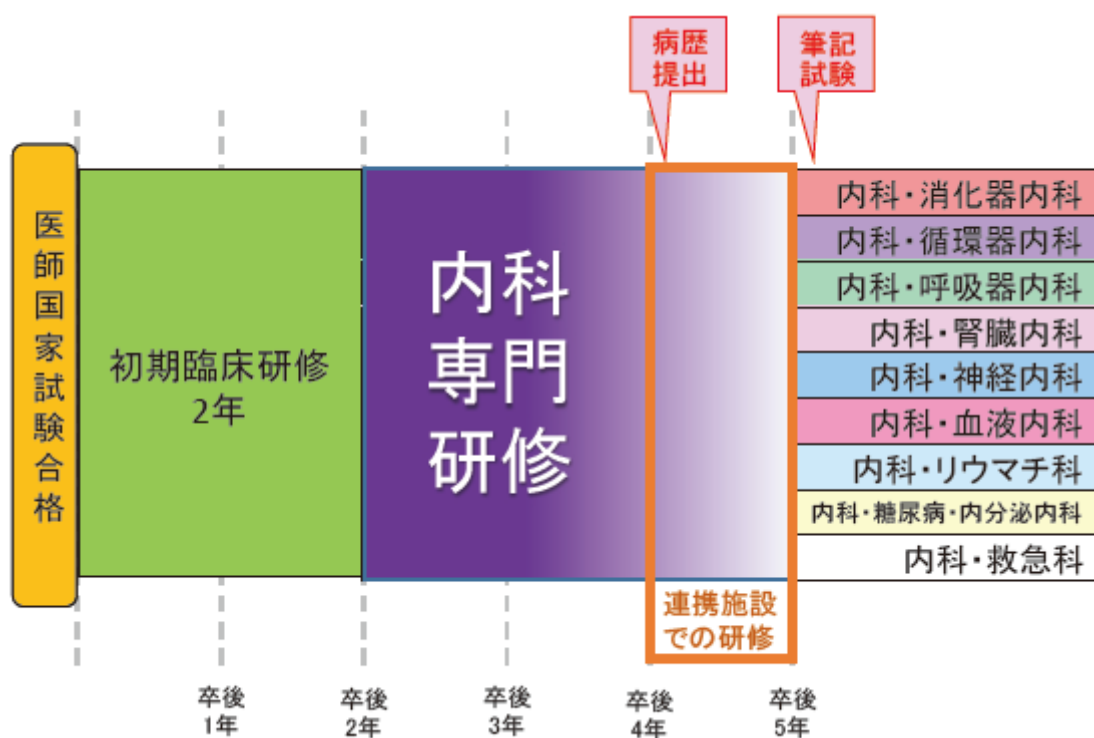 病歴
提出
筆記
試験
医師国家試験合格
初期臨床研修
2年
内科
専門
研修
内科・消化器内科
内科・循環器内科
内科・呼吸器内科
内科・腎臓内科
内科・神経内科
内科・血液内科
内科・リウマチ科
内科・糖尿病・内分泌内科
内科・救急科
連携施設
での研修
卒後
1年
卒後
2年
卒後
3年
卒後
4年
卒後
5年